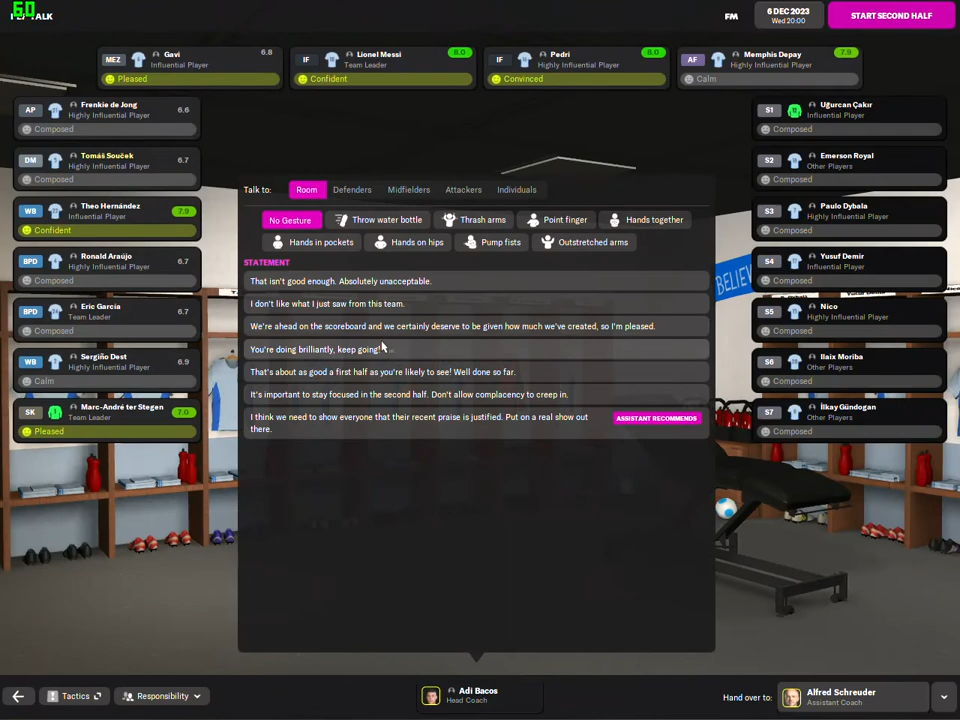 60
TALK
FM
6 DEC 2023
Wed 20:00
START SECOND HALF
MEZ
Gavi
Influential Player
6.8
Pleased
IF
Lionel Messi
Team Leader
8.0
Confident
IF
Pedri
Highly Influential Player
8.0
Convinced
AF
Memphis Depay
Highly Influential Player
7.9
Calm
AP
Frenkie de Jong
Highly Influential Player
6.6
Composed
DM
Tomáš Souček
Highly Influential Player
6.7
Composed
WB
Theo Hernández
Influential Player
7.9
Confident
BPD
Ronald Araújo
Highly Influential Player
6.7
Composed
BPD
Eric García
Team Leader
6.7
Composed
WB
Sergiño Dest
Highly Influential Player
6.9
Calm
SK
Marc-André ter Stegen
Team Leader
7.0
Pleased
Talk to:
Room
Defenders
Midfielders
Attackers
Individuals
No Gesture
Throw water bottle
Thrash arms
Point finger
Hands together
Hands in pockets
Hands on hips
Pump fists
Outstretched arms
STATEMENT
That isn't good enough. Absolutely unacceptable.
I don't like what I just saw from this team.
We're ahead on the scoreboard and we certainly deserve to be given how much we've created, so I'm pleased.
You're doing brilliantly, keep going!
That's about as good a first half as you're likely to see! Well done so far.
It's important to stay focused in the second half. Don't allow complacency to creep in.
I think we need to show everyone that their recent praise is justified. Put on a real show out
there.
ASSISTANT RECOMMENDS
S1
Uğurcan Çakır
Influential Player
Composed
S2
Emerson Royal
Other Players
Composed
S3
Paulo Dybala
Highly Influential Player
Composed
S4
Yusuf Demir
Influential Player
Composed
S5
Nico
Highly Influential Player
Composed
S6
Ilaix Moriba
Other Players
Composed
S7
İlkay Gündogan
Other Players
Composed
BELIEV
Tactics
Responsibility
Adi Bacos
Head Coach
Hand over to:
Alfred Schreuder
Assistant Coach